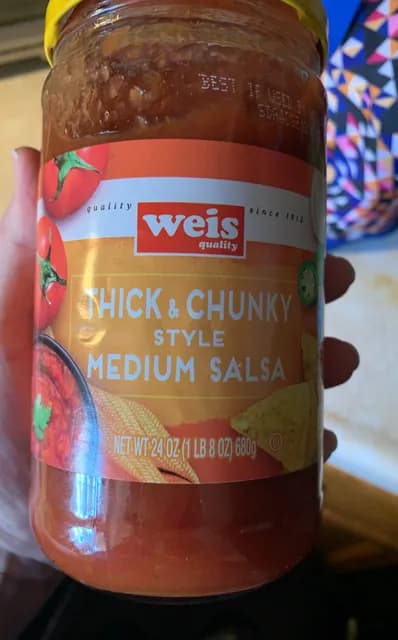 BEST IF USED
quality weis since 1912
quality
THICK & CHUNKY
STYLE
MEDIUM SALSA
NET WT 24 OZ (1 LB 8 OZ) 680g